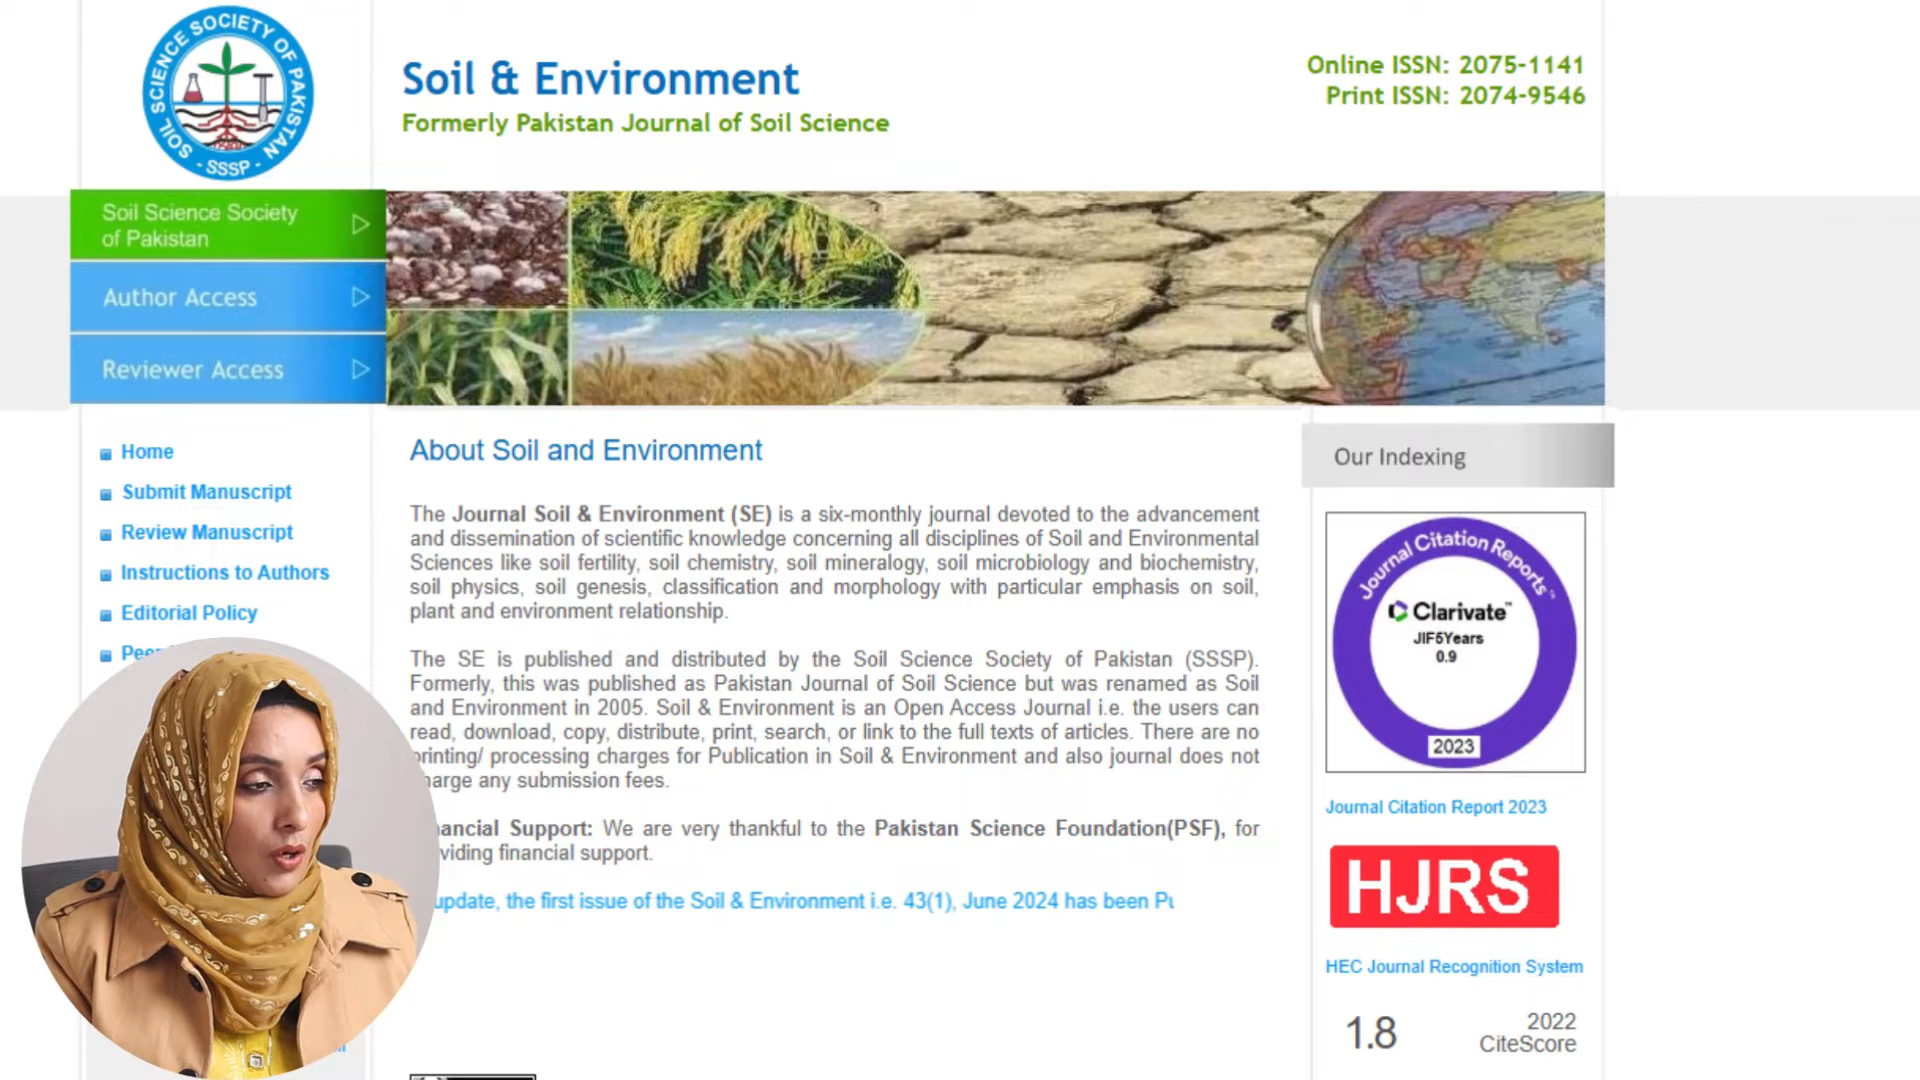 SOIL SCIENCE SOCIETY OF PAKISTAN
- SSSP -
Soil & Environment
Formerly Pakistan Journal of Soil Science
Online ISSN: 2075-1141
Print ISSN: 2074-9546
Soil Science Society
of Pakistan
Author Access
Reviewer Access
Home
Submit Manuscript
Review Manuscript
Instructions to Authors
Editorial Policy
About Soil and Environment
The Journal Soil & Environment (SE) is a six-monthly journal devoted to the advancement
and dissemination of scientific knowledge concerning all disciplines of Soil and Environmental
Sciences like soil fertility, soil chemistry, soil mineralogy, soil microbiology and biochemistry,
soil physics, soil genesis, classification and morphology with particular emphasis on soil,
plant and environment relationship.
The SE is published and distributed by the Soil Science Society of Pakistan (SSSP).
Formerly, this was published as Pakistan Journal of Soil Science but was renamed as Soil
and Environment in 2005. Soil & Environment is an Open Access Journal i.e. the users can
read, download, copy, distribute, print, search, or link to the full texts of articles. There are no
printing/ processing charges for Publication in Soil & Environment and also journal does not
any submission fees.
Support: We are very thankful to the Pakistan Science Foundation(PSF), for
financial support.
update, the first issue of the Soil & Environment i.e. 43(1), June 2024 has been
Our Indexing
Journal Citation Reports™
Clarivate™
JIF5Years
0.9
2023
Journal Citation Report 2023
HJRS
HEC Journal Recognition System
1.8
2022
CiteScore